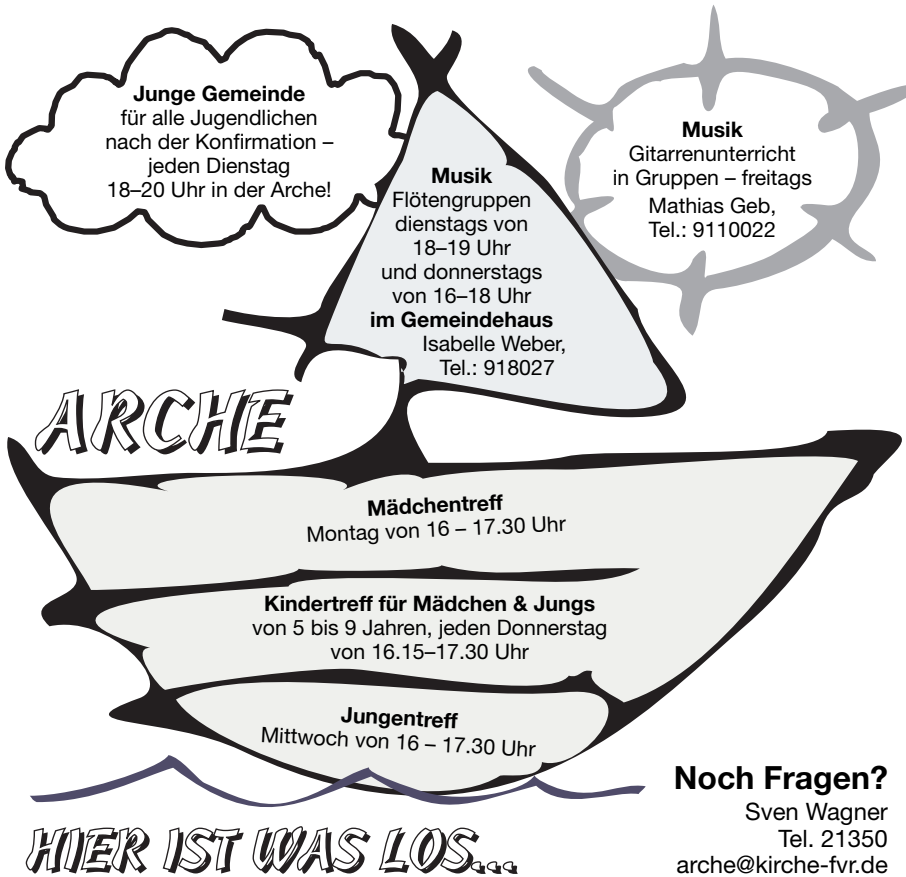 Junge Gemeinde
für alle Jugendlichen
nach der Konfirmation –
jeden Dienstag
18–20 Uhr in der Arche!
Musik
Flötengruppen
dienstags von
18–19 Uhr
und donnerstags
von 16–18 Uhr
im Gemeindehaus
Isabelle Weber,
Tel.: 918027
Musik
Gitarrenunterricht
in Gruppen – freitags
Mathias Geb,
Tel.: 9110022
ARCHE
Mädchentreff
Montag von 16 – 17.30 Uhr
Kindertreff für Mädchen & Jungs
von 5 bis 9 Jahren, jeden Donnerstag
von 16.15–17.30 Uhr
Jungentreff
Mittwoch von 16 – 17.30 Uhr
HIER IST WAS LOS...
Noch Fragen?
Sven Wagner
Tel. 21350
arche@kirche-fvr.de